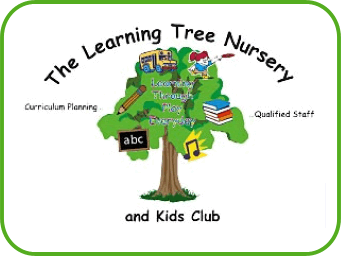 The Learning Tree Nursery
Learning
Through
Play
Everyday
Curriculum Planning..
..Qualified Staff
abc
and Kids Club